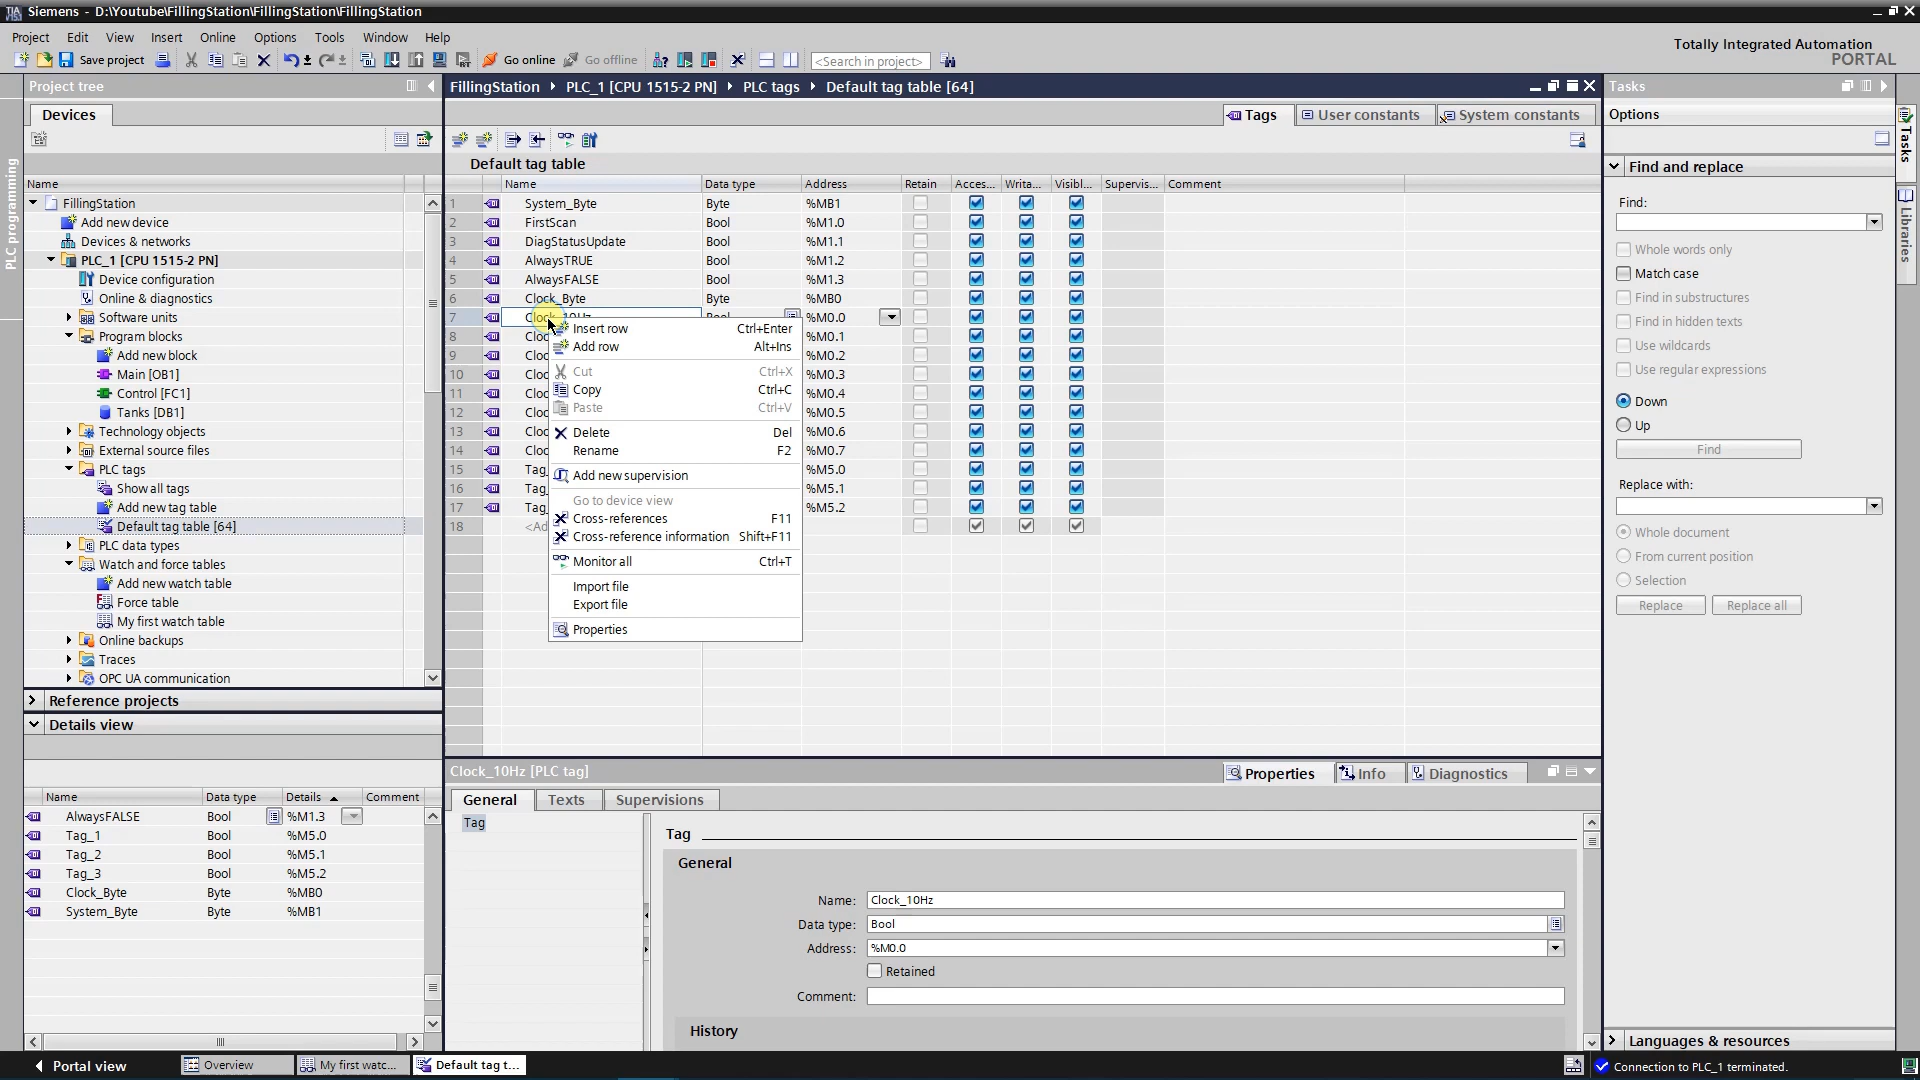 Siemens - D:\Youtube\FillingStation\FillingStation\FillingStation
Project Edit View Insert Online Options Tools Window Help
Totally Integrated Automation
PORTAL
Save project
Go online
Go offline
<Search in project>
PLC programming
Project tree
Devices
Name
FillingStation
Add new device
Devices & networks
PLC_1 [CPU 1515-2 PN]
Device configuration
Online & diagnostics
Software units
Program blocks
Add new block
Main [OB1]
Control [FC1]
Tanks [DB1]
Technology objects
External source files
PLC tags
Show all tags
Add new tag table
Default tag table [64]
PLC data types
Watch and force tables
Add new watch table
Force table
My first watch table
Online backups
Traces
OPC UA communication
Reference projects
Details view
Name Data type Details Comment
AlwaysFALSE Bool %M1.3
Tag_1 Bool %M5.0
Tag_2 Bool %M5.1
Tag_3 Bool %M5.2
Clock_Byte Byte %MB0
System_Byte Byte %MB1
FillingStation PLC_1 [CPU 1515-2 PN] PLC tags Default tag table [64]
Tags User constants System constants
Default tag table
Name Data type Address Retain Acces... Writa... Visibl... Supervis... Comment
1 System_Byte Byte %MB1
2 FirstScan Bool %M1.0
3 DiagStatusUpdate Bool %M1.1
4 AlwaysTRUE Bool %M1.2
5 AlwaysFALSE Bool %M1.3
6 Clock_Byte Byte %MB0
7 Clock_10Hz Bool %M0.0
8 Cloc %M0.1
9 Cloc %M0.2
10 Cloc %M0.3
11 Cloc %M0.4
12 Cloc %M0.5
13 Cloc %M0.6
14 Cloc %M0.7
15 Tag_ %M5.0
16 Tag_ %M5.1
17 Tag_ %M5.2
18 <Ad
Insert row Ctrl+Enter
Add row Alt+Ins
Cut Ctrl+X
Copy Ctrl+C
Paste Ctrl+V
Delete Del
Rename F2
Add new supervision
Go to device view
Cross-references F11
Cross-reference information Shift+F11
Monitor all Ctrl+T
Import file
Export file
Properties
Clock_10Hz [PLC tag]
Properties Info Diagnostics
General Texts Supervisions
Tag
Tag
General
Name: Clock_10Hz
Data type: Bool
Address: %M0.0
Retained
Comment:
History
Tasks
Options
Find and replace
Find:
Whole words only
Match case
Find in substructures
Find in hidden texts
Use wildcards
Use regular expressions
Down
Up
Find
Replace with:
Whole document
From current position
Selection
Replace Replace all
Languages & resources
Tasks
Libraries
Portal view Overview My first watc... Default tag t... Connection to PLC_1 terminated.